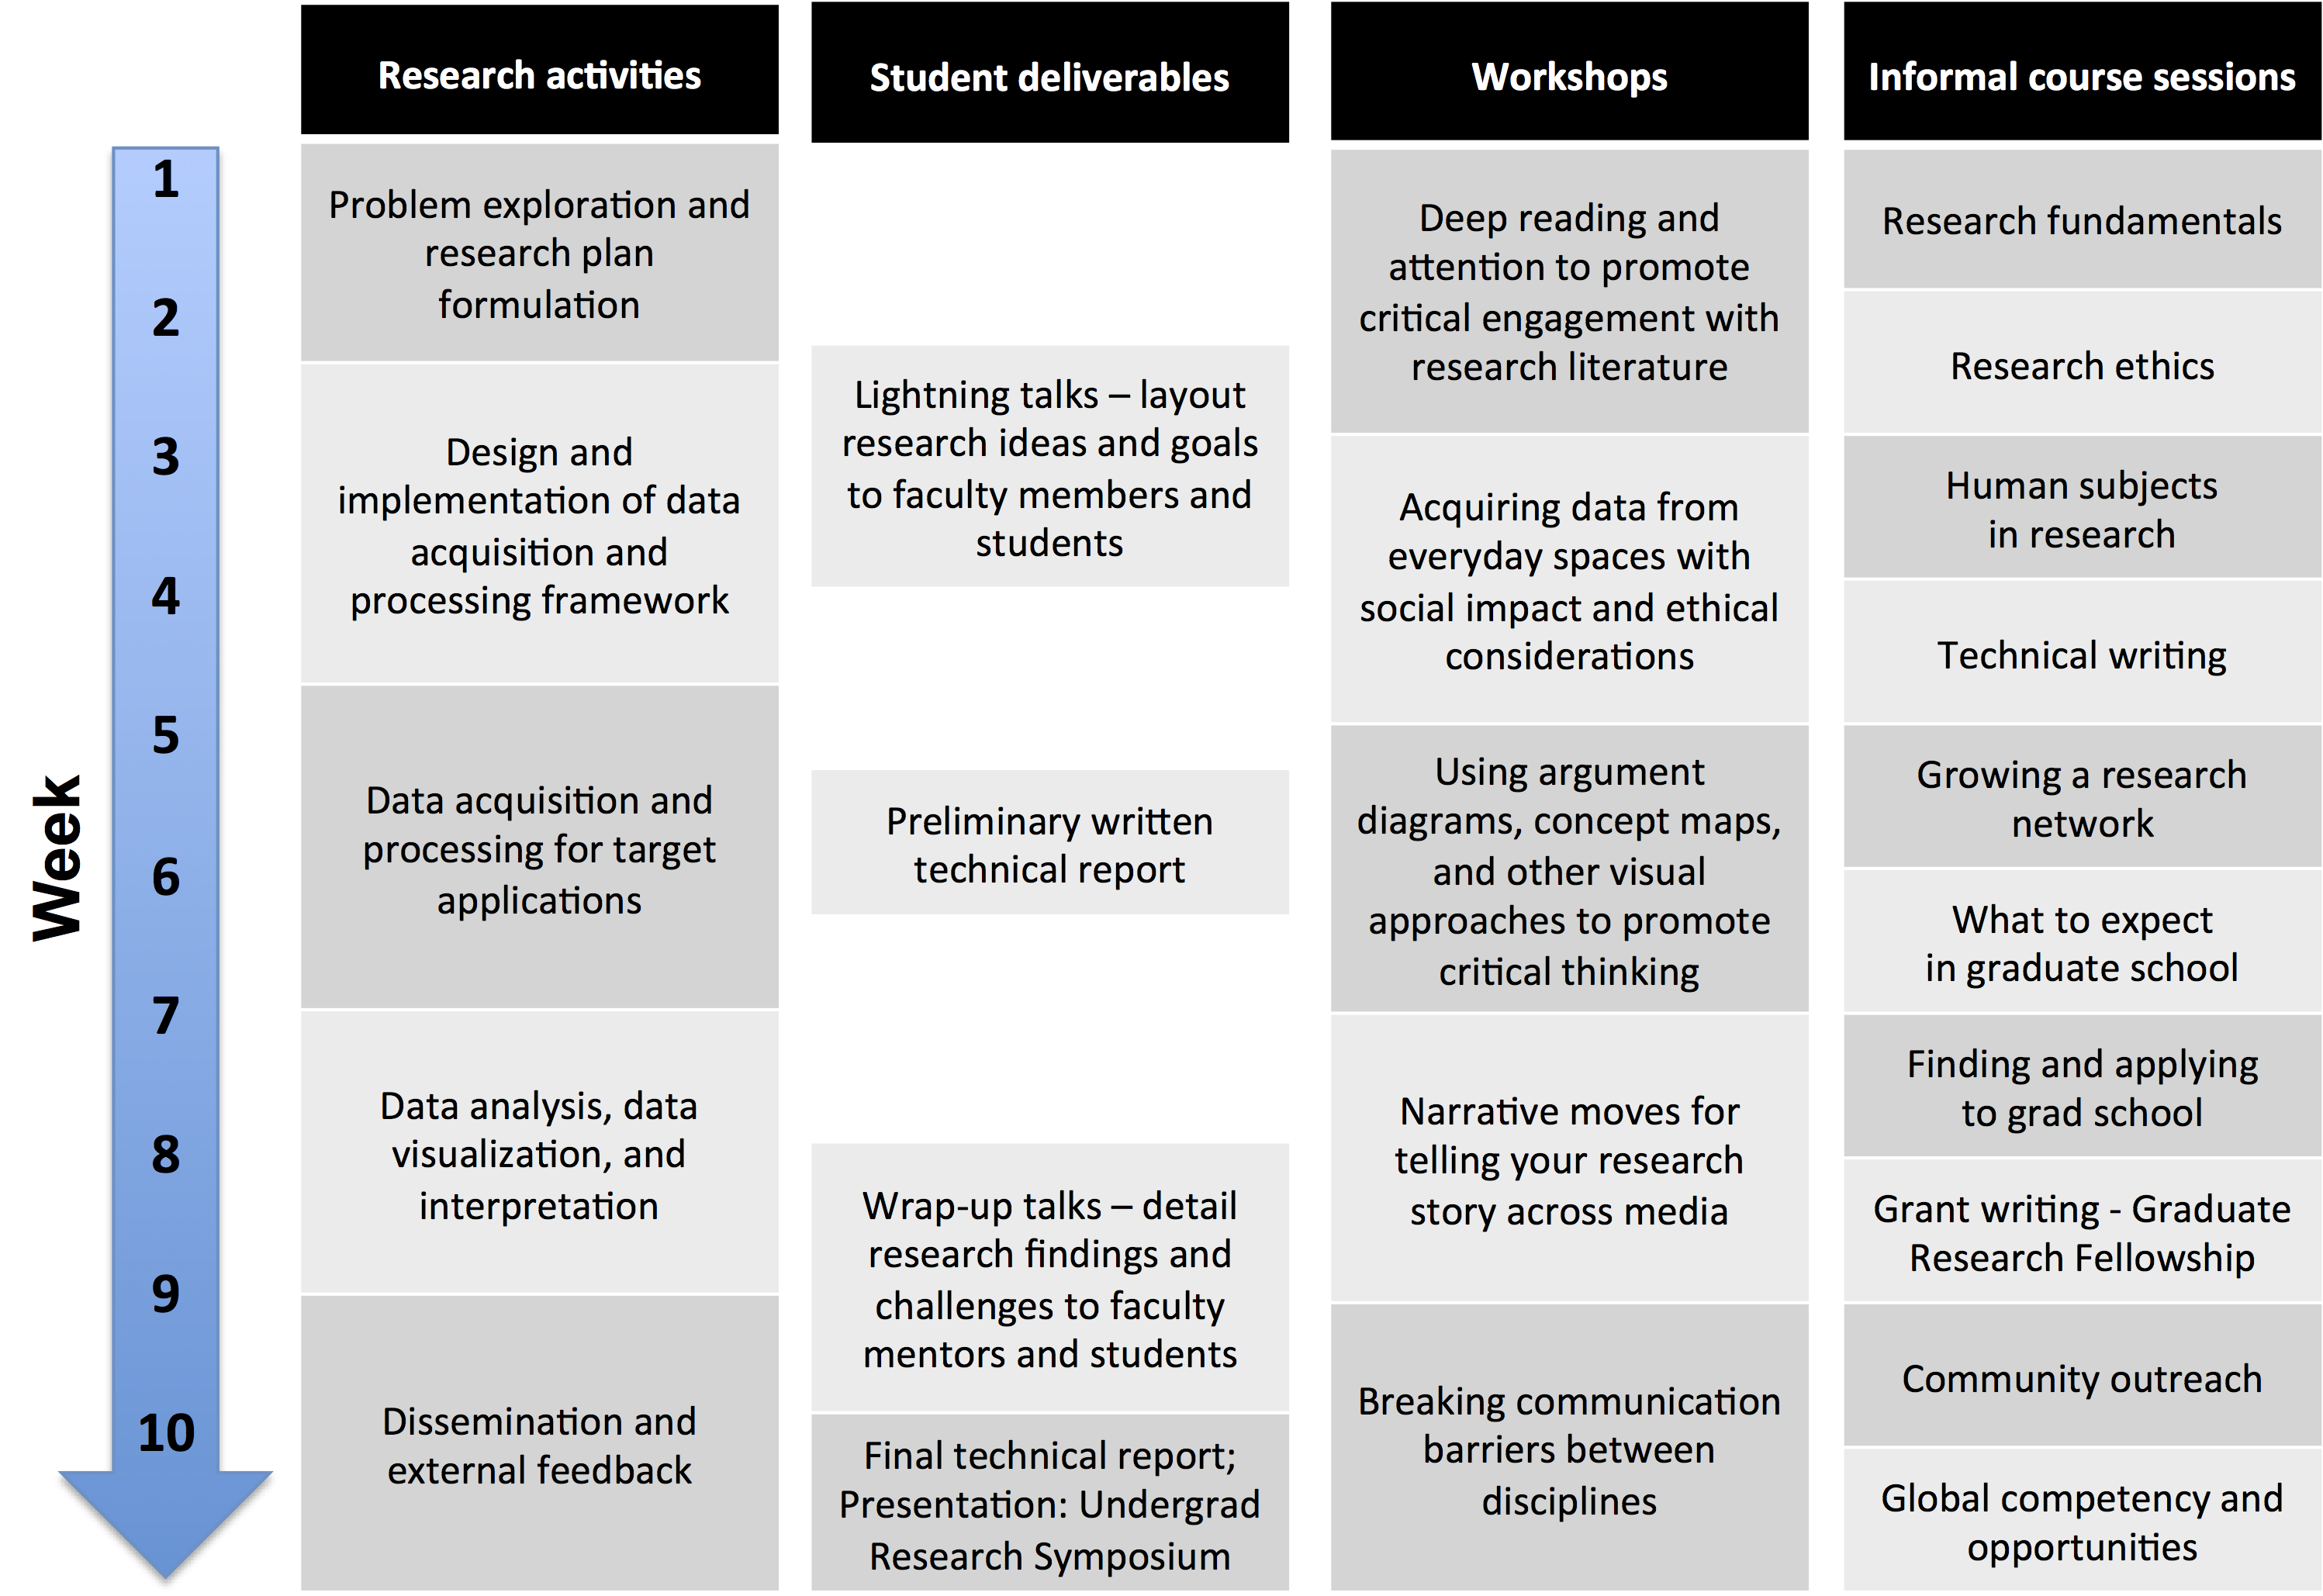 Research activities
Student deliverables
Workshops
Informal course sessions
Week
1
2
3
4
5
6
7
8
9
10
Problem exploration and
research plan
formulation
Design and
implementation of data
acquisition and
processing framework
Data acquisition and
processing for target
applications
Data analysis, data
visualization, and
interpretation
Dissemination and
external feedback
Lightning talks – layout
research ideas and goals
to faculty members and
students
Preliminary written
technical report
Wrap-up talks – detail
research findings and
challenges to faculty
mentors and students
Final technical report;
Presentation: Undergrad
Research Symposium
Deep reading and
attention to promote
critical engagement with
research literature
Acquiring data from
everyday spaces with
social impact and ethical
considerations
Using argument
diagrams, concept maps,
and other visual
approaches to promote
critical thinking
Narrative moves for
telling your research
story across media
Breaking communication
barriers between
disciplines
Research fundamentals
Research ethics
Human subjects
in research
Technical writing
Growing a research
network
What to expect
in graduate school
Finding and applying
to grad school
Grant writing - Graduate
Research Fellowship
Community outreach
Global competency and
opportunities